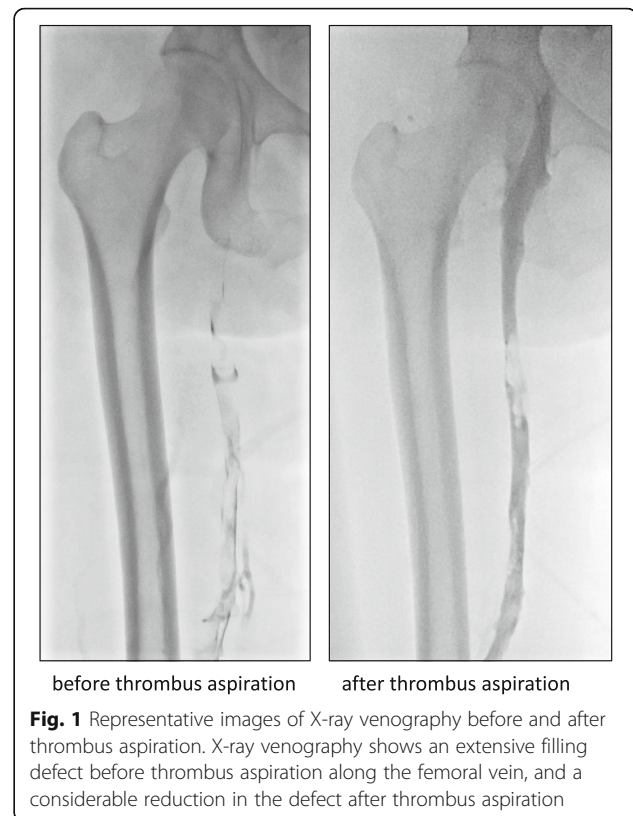 before thrombus aspiration
after thrombus aspiration
Fig. 1 Representative images of X-ray venography before and after
thrombus aspiration. X-ray venography shows an extensive filling
defect before thrombus aspiration along the femoral vein, and a
considerable reduction in the defect after thrombus aspiration